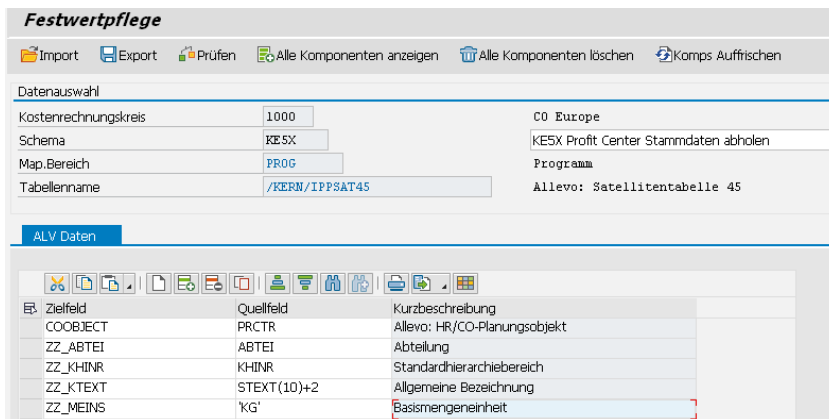 Festwertpflege
Import Export Prüfen Alle Komponenten anzeigen Alle Komponenten löschen Komps Auffrischen
Datenauswahl
Kostenrechnungskreis 1000 CO Europe
Schema KE5X KE5X Profit Center Stammdaten abholen
Map.Bereich PROG Programm
Tabellenname /KERN/IPPSAT45 Allevo: Satellitentabelle 45
ALV Daten
Zielfeld Quellfeld Kurzbeschreibung
COOBJECT PRCTR Allevo: HR/CO-Planungsobjekt
ZZ_ABTEI ABTEI Abteilung
ZZ_KHINR KHINR Standardhierarchiebereich
ZZ_KTEXT STEXT(10)+2 Allgemeine Bezeichnung
ZZ_MEINS 'KG' Basismengeneinheit